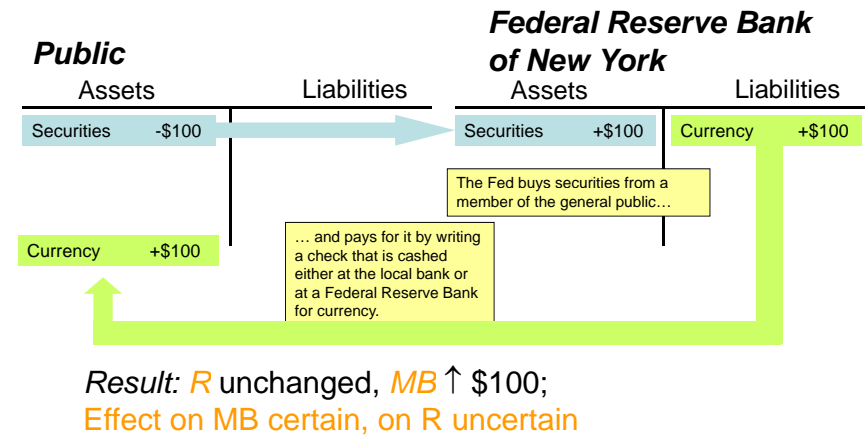 Public
Federal Reserve Bank
of New York
Assets Liabilities
Assets Liabilities
Securities -$100
Securities +$100
Currency +$100
The Fed buys securities from a
member of the general public…
Currency +$100
… and pays for it by writing
a check that is cashed
either at the local bank or
at a Federal Reserve Bank
for currency.
Result: R unchanged, MB ↑ $100;
Effect on MB certain, on R uncertain